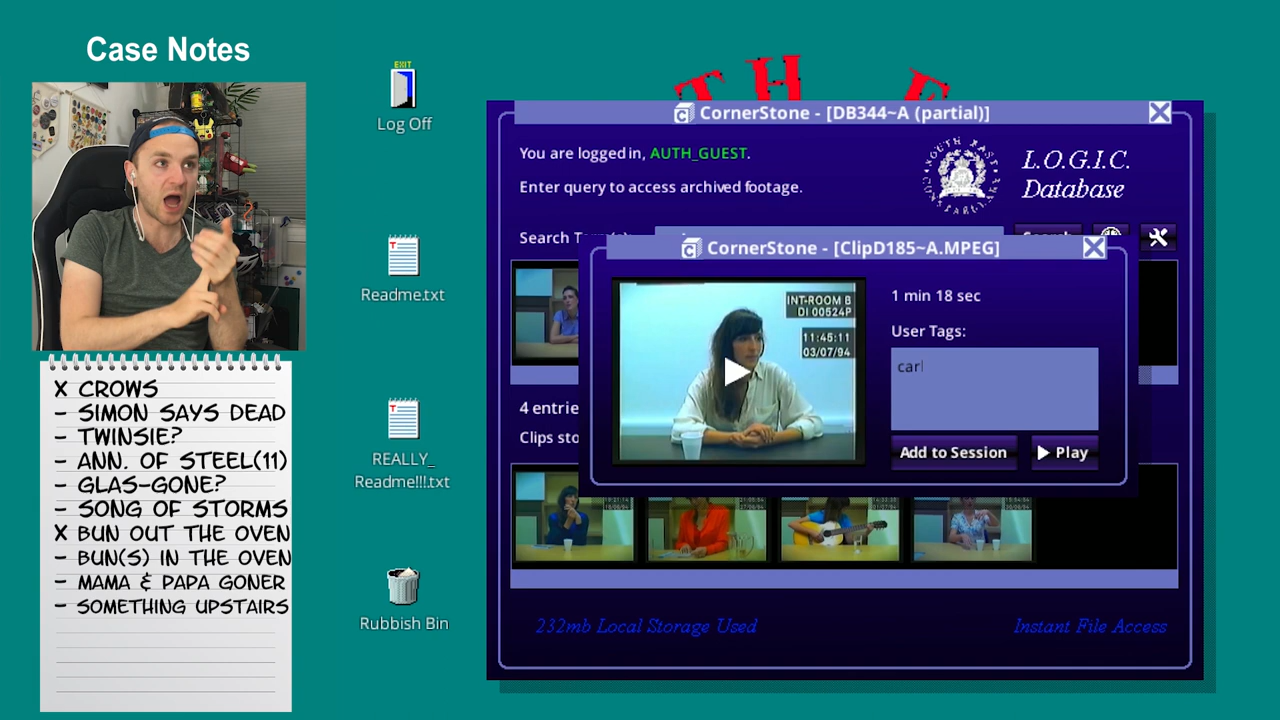 Case Notes
X CROWS
- SIMON SAYS DEAD
- TWINSIE?
- ANN. OF STEEL(11)
- GLAS-GONE?
- SONG OF STORMS
X BUN OUT THE OVEN
- BUN(S) IN THE OVEN
- MAMA & PAPA GONER
- SOMETHING UPSTAIRS
EXIT
Log Off
Readme.txt
REALLY_
Readme!!!.txt
Rubbish Bin
THE
CornerStone - [DB344~A (partial)]
You are logged in, AUTH_GUEST.
Enter query to access archived footage.
L.O.G.I.C.
Database
Search T
CornerStone - [ClipD185~A.MPEG]
INT-ROOM B
DI 00524P
11:45:11
03/07/94
1 min 18 sec
User Tags:
carl
Add to Session
Play
4 entrie
Clips sto
232mb Local Storage Used
Instant File Access